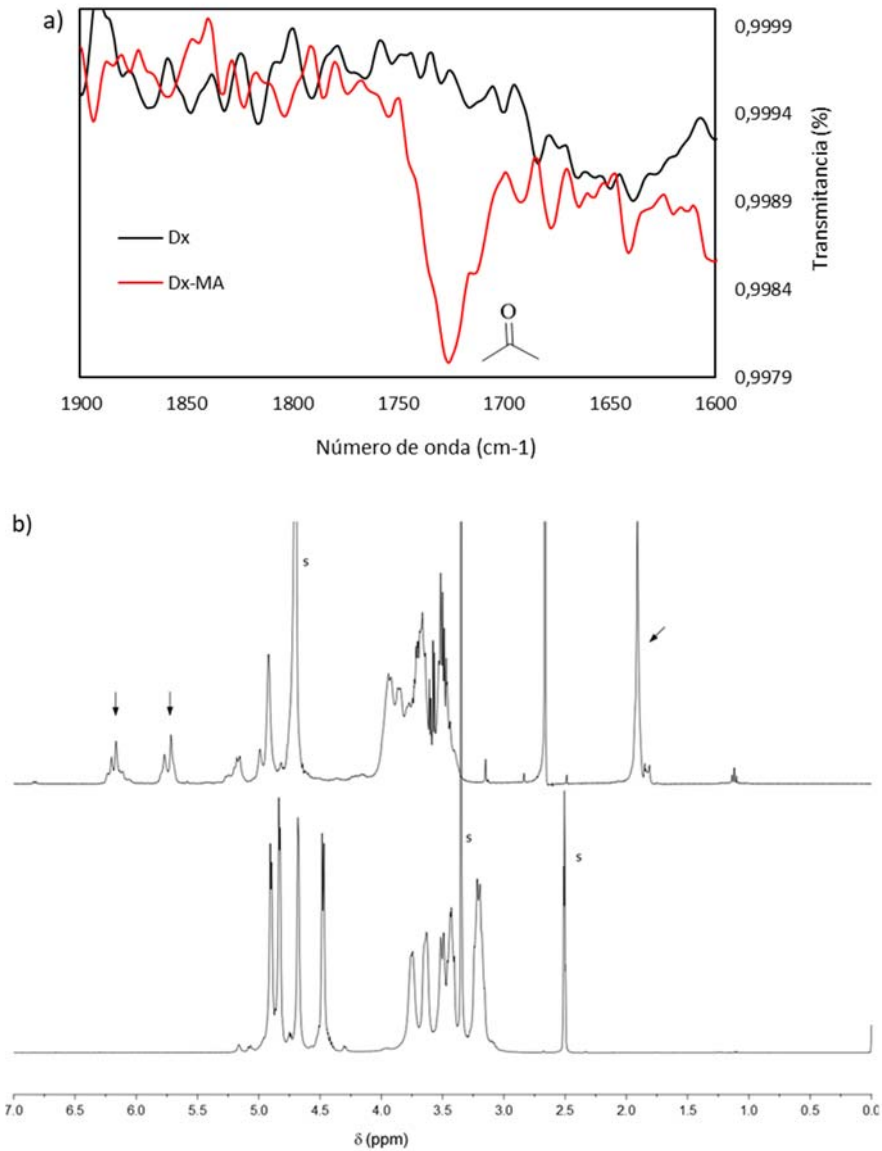 a)
0,9999
0,9994
0,9989
0,9984
0,9979
Transmitancia (%)
Dx
Dx-MA
O
1900 1850 1800 1750 1700 1650 1600
Número de onda (cm-1)
b)
s
s
s
7.0 6.5 6.0 5.5 5.0 4.5 4.0 3.5 3.0 2.5 2.0 1.5 1.0 0.5 0.0
δ (ppm)